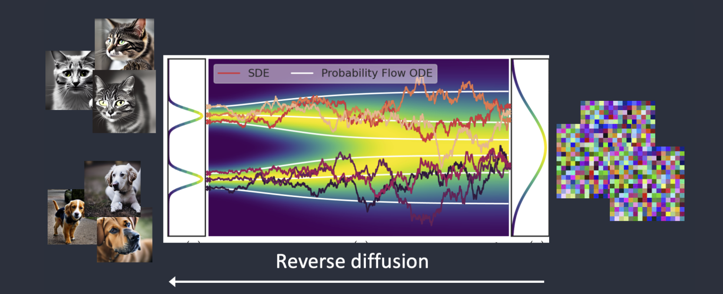 SDE
Probability Flow ODE
Reverse diffusion